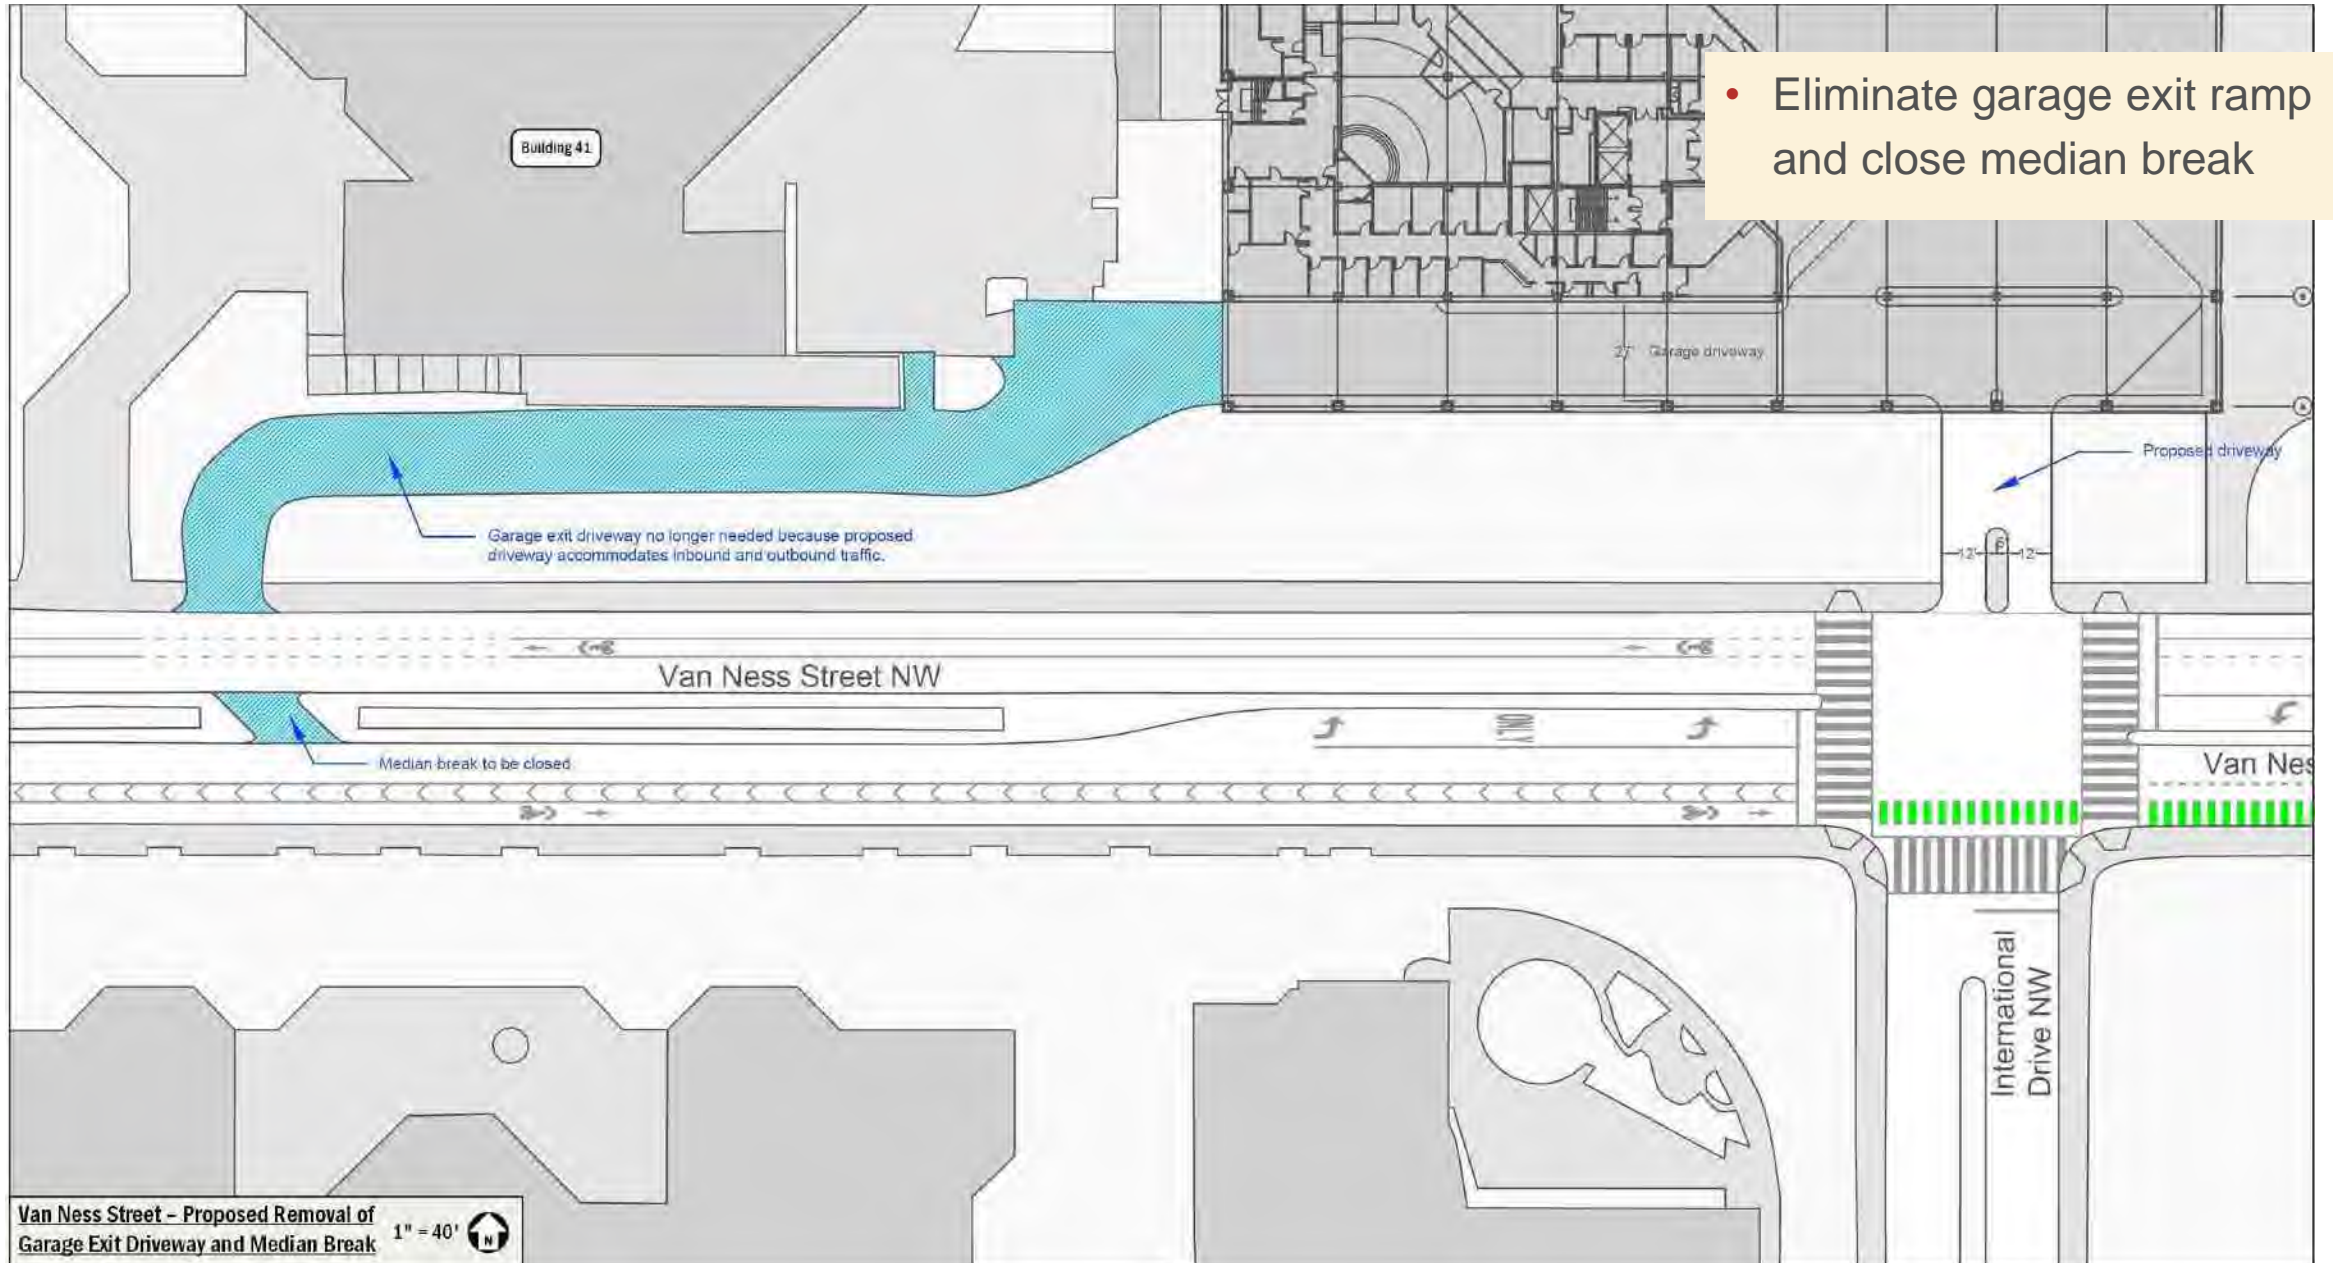 • Eliminate garage exit ramp
and close median break
Building 41
27' Garage driveway
Proposed driveway
Garage exit driveway no longer needed because proposed
driveway accommodates inbound and outbound traffic.
12' 6' 12'
Van Ness Street NW
ONLY
Median break to be closed
Van Nes
International
Drive NW
Van Ness Street – Proposed Removal of
Garage Exit Driveway and Median Break
1" = 40'
N